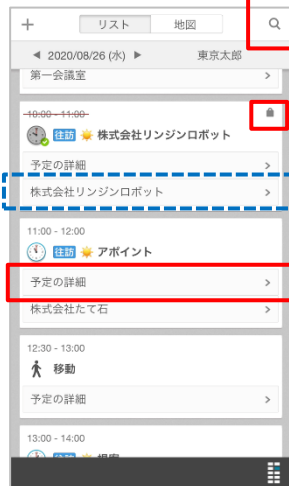 リスト 地図
2020/08/26 (水) 東京太郎
第一会議室
10:00 - 11:00
往訪 株式会社リンジンロボット
予定の詳細
株式会社リンジンロボット
11:00 - 12:00
往訪 アポイント
予定の詳細
株式会社たて石
12:30 - 13:00
移動
予定の詳細
13:00 - 14:00